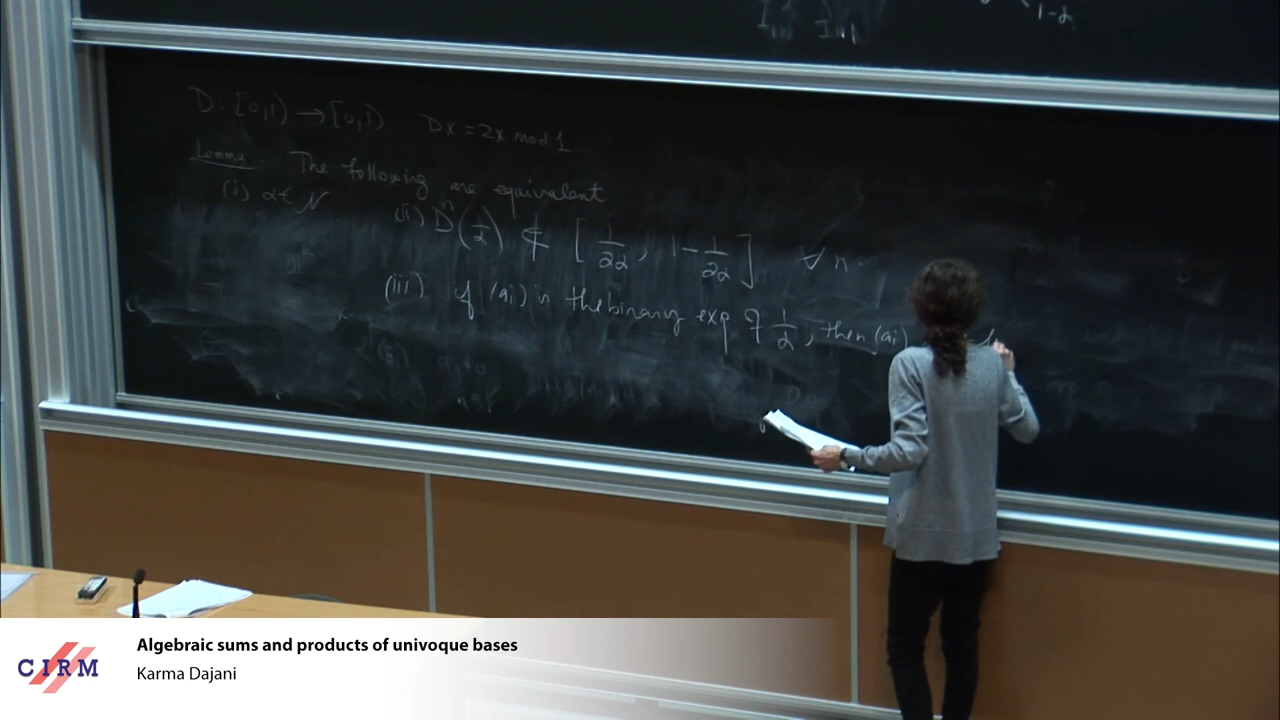 1-α
D: [0,1) → [0,1) Dx = 2x mod 1
Lemma: The following are equivalent
(i) α ∈ N
(ii) Dⁿ(1/α) ∉ [1/2α, 1-1/2α] ∀ n.
(iii) if (ai) is the binary exp of 1/α, then (ai)
Algebraic sums and products of univoque bases
CIRM
Karma Dajani